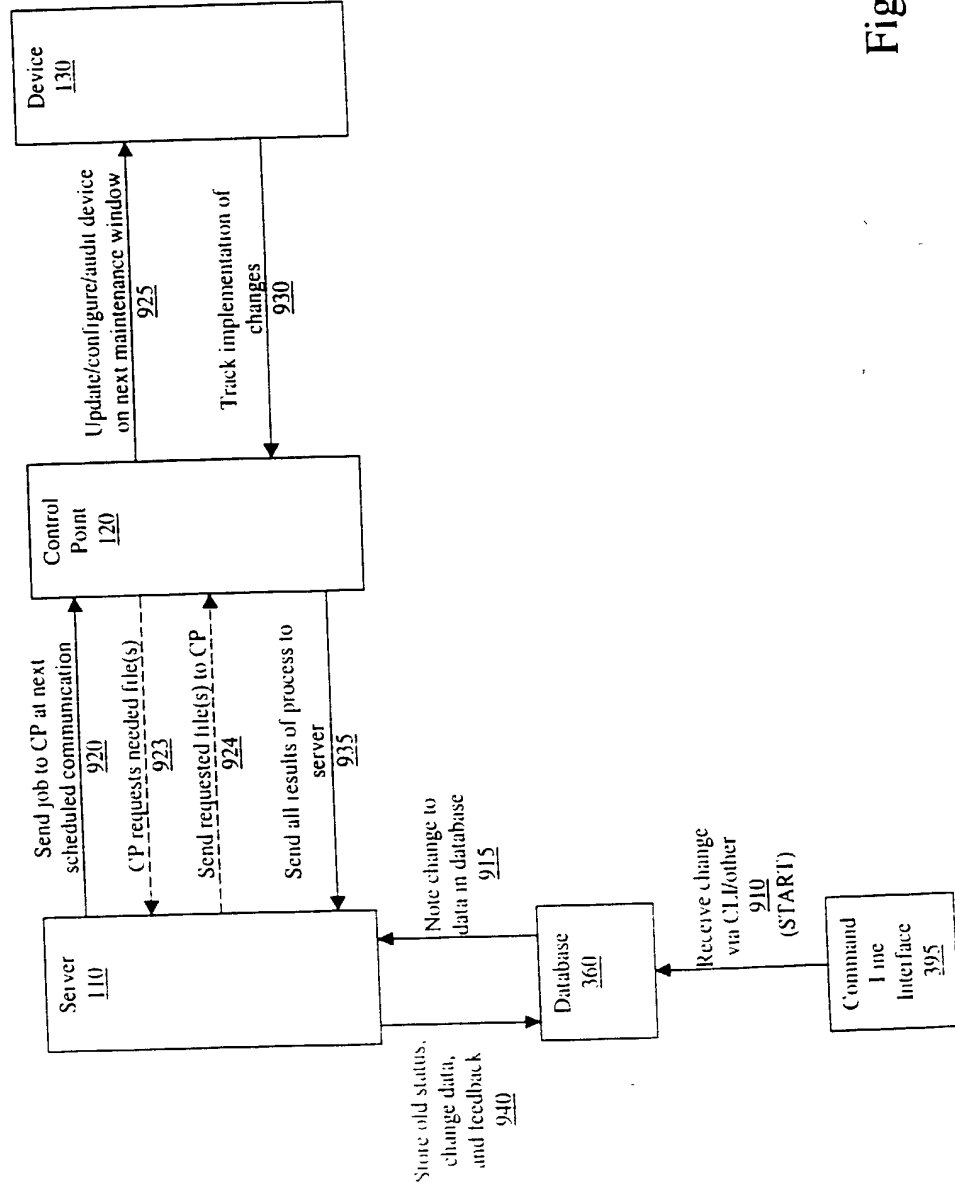 Device
130
Update/configure/audit device
on next maintenance window
925
Track implementation of
changes
930
Control
Point
120
Send job to CP at next
scheduled communication
920
CP requests needed file(s)
923
Send requested file(s) to CP
924
Send all results of process to
server
935
Server
110
Note change to
data in database
915
Store old status,
change data,
and feedback
940
Database
360
Receive change
via CLI/other
910
(START)
Command
Line
Interface
395
Fig